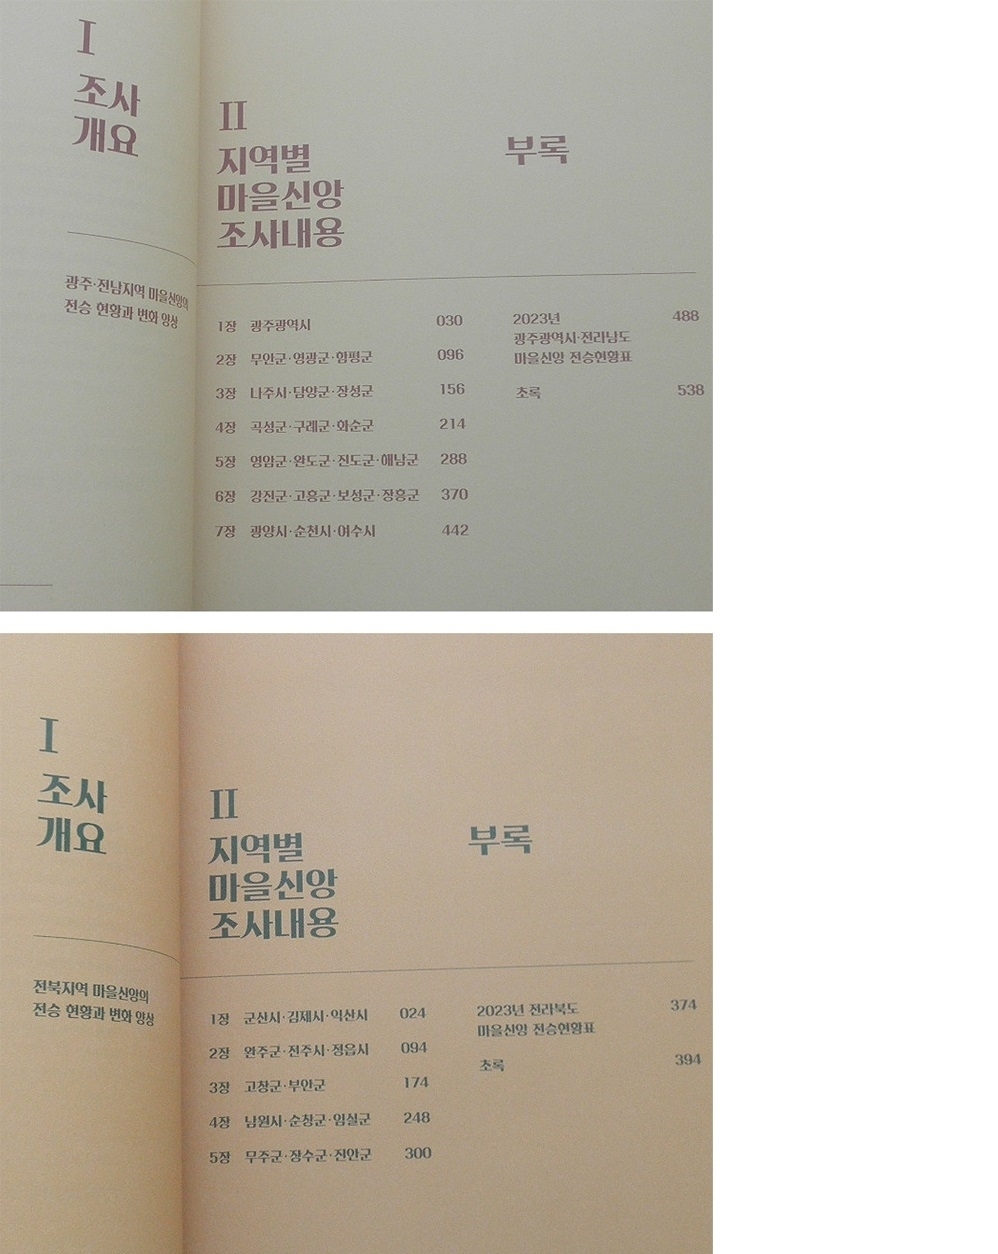 I
조사
개요
광주·전남지역 마을신앙의
전승 현황과 변화 양상
II
지역별
마을신앙
조사내용
1장 광주광역시 030
2장 무안군·영광군·함평군 096
3장 나주시·담양군·장성군 156
4장 곡성군·구례군·화순군 214
5장 영암군·완도군·진도군·해남군 288
6장 강진군·고흥군·보성군·장흥군 370
7장 광양시·순천시·여수시 442
부록
2023년 488
광주광역시·전라남도
마을신앙 전승현황표
초록 538
I
조사
개요
전북지역 마을신앙의
전승 현황과 변화 양상
II
지역별
마을신앙
조사내용
1장 군산시·김제시·익산시 024
2장 완주군·전주시·정읍시 094
3장 고창군·부안군 174
4장 남원시·순창군·임실군 248
5장 무주군·장수군·진안군 300
부록
2023년 전라북도 374
마을신앙 전승현황표
초록 394